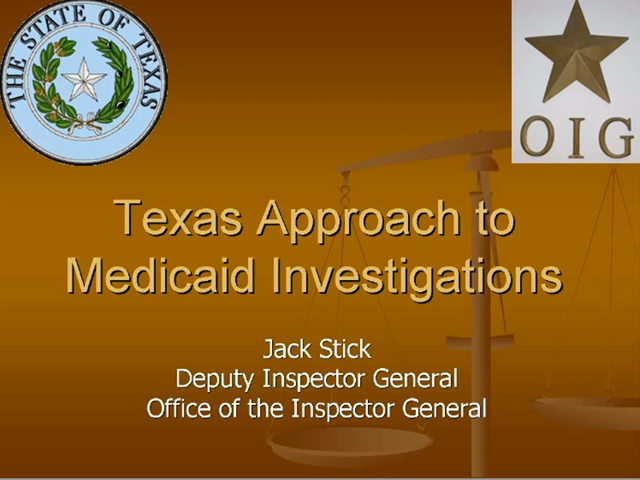 THE STATE OF TEXAS
OIG
Texas Approach to
Medicaid Investigations
Jack Stick
Deputy Inspector General
Office of the Inspector General